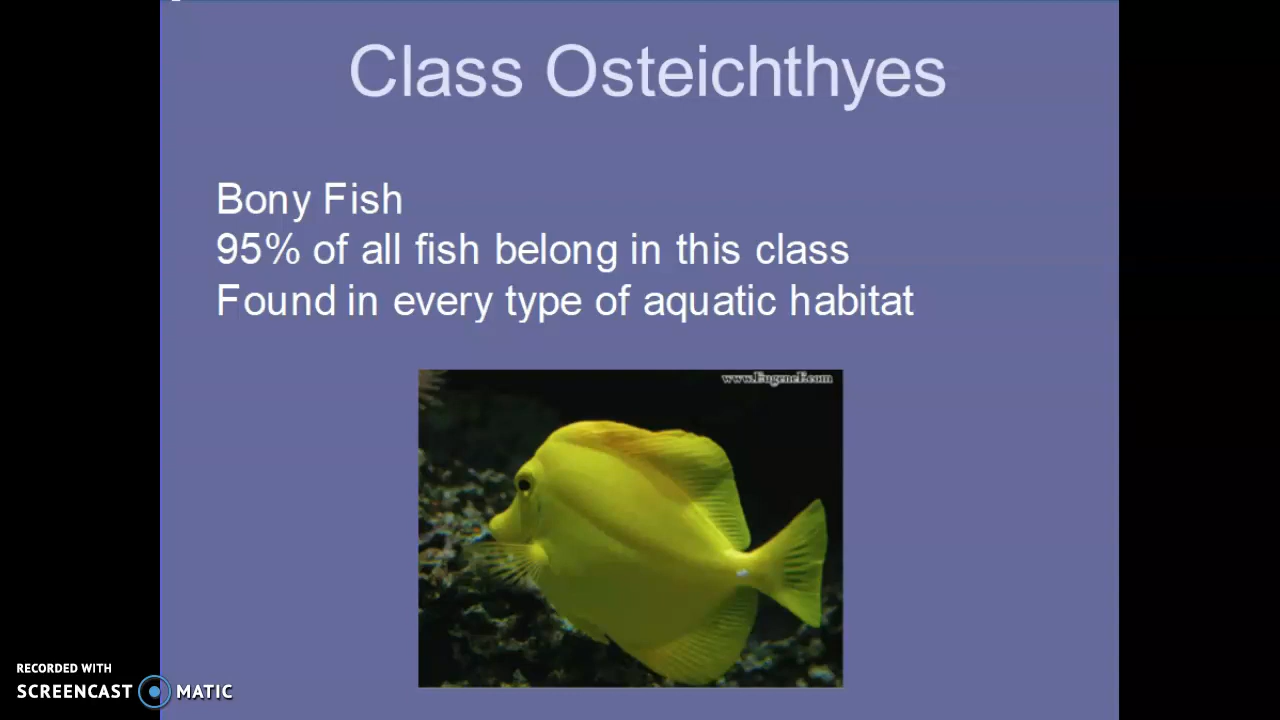 Class Osteichthyes
Bony Fish
95% of all fish belong in this class
Found in every type of aquatic habitat
www.EugeneE.com
RECORDED WITH
SCREENCAST MATIC